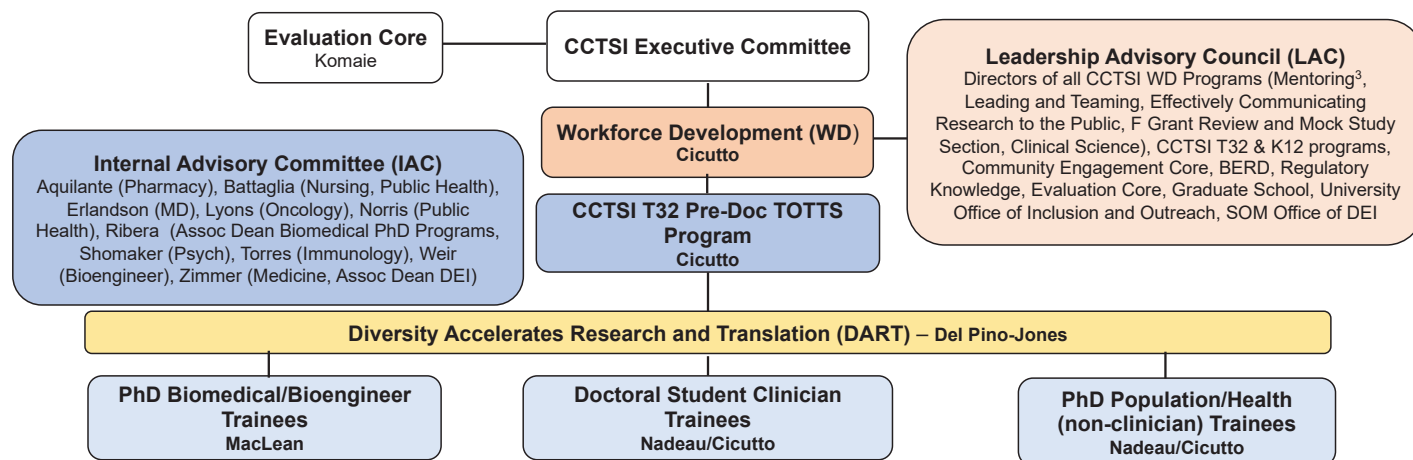 Evaluation Core
Komaie
CCTSI Executive Committee
Leadership Advisory Council (LAC)
Directors of all CCTSI WD Programs (Mentoring³,
Leading and Teaming, Effectively Communicating
Research to the Public, F Grant Review and Mock Study
Section, Clinical Science), CCTSI T32 & K12 programs,
Community Engagement Core, BERD, Regulatory
Knowledge, Evaluation Core, Graduate School, University
Office of Inclusion and Outreach, SOM Office of DEI
Workforce Development (WD)
Cicutto
Internal Advisory Committee (IAC)
Aquilante (Pharmacy), Battaglia (Nursing, Public Health),
Erlandson (MD), Lyons (Oncology), Norris (Public
Health), Ribera (Assoc Dean Biomedical PhD Programs,
Shomaker (Psych), Torres (Immunology), Weir
(Bioengineer), Zimmer (Medicine, Assoc Dean DEI)
CCTSI T32 Pre-Doc TOTTS
Program
Cicutto
Diversity Accelerates Research and Translation (DART) – Del Pino-Jones
PhD Biomedical/Bioengineer
Trainees
MacLean
Doctoral Student Clinician
Trainees
Nadeau/Cicutto
PhD Population/Health
(non-clinician) Trainees
Nadeau/Cicutto